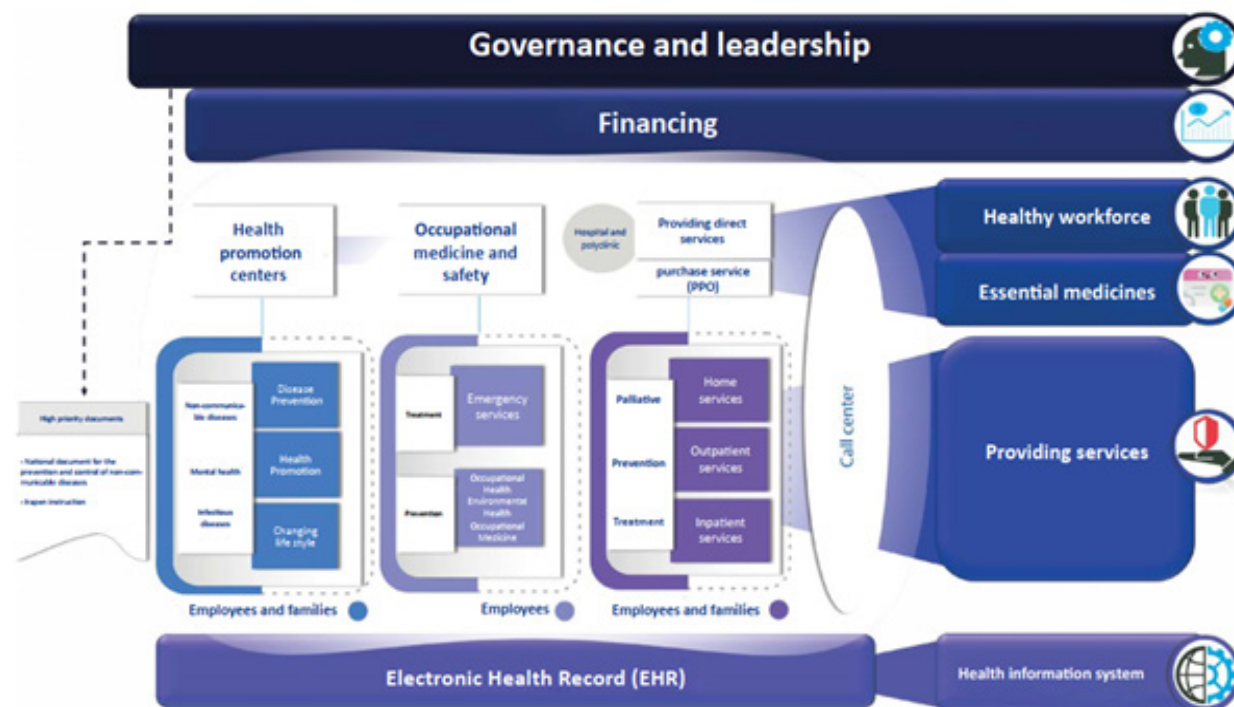 Governance and leadership
Financing
Health
promotion
centers
Occupational
medicine and
safety
Hospital and
polyclinic
Providing direct
services
purchase service
(PPO)
Healthy workforce
Essential medicines
Providing services
Call center
High priority documents
- National document for the
prevention and control of non-com-
municable diseases
instruction
Non-communica-
ble diseases
Mental health
Infectious
diseases
Disease
Prevention
Health
Promotion
Changing
life style
Employees and families
Treatment
Prevention
Emergency
services
Occupational
Health
Environmental
Health
Occupational
Medicine
Employees
Palliative
Prevention
Treatment
Home
services
Outpatient
services
Inpatient
services
Employees and families
Electronic Health Record (EHR)
Health information system